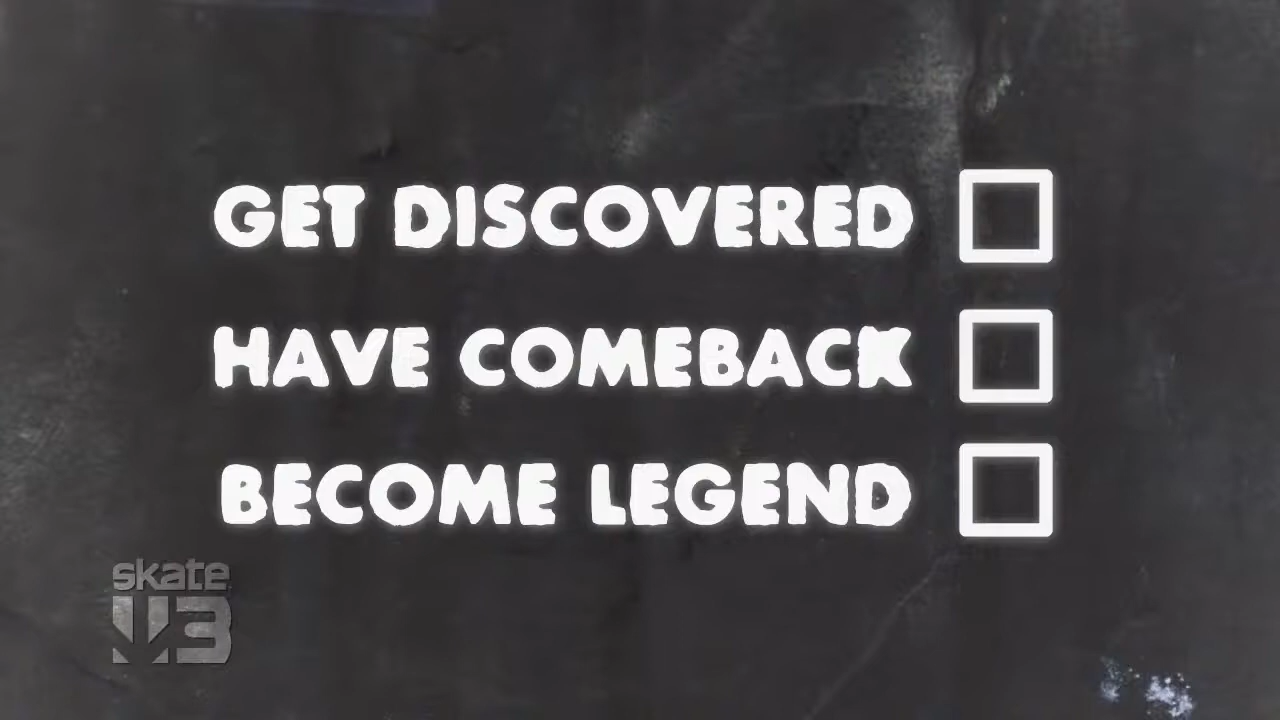 GET DISCOVERED
HAVE COMEBACK
BECOME LEGEND
skate
3